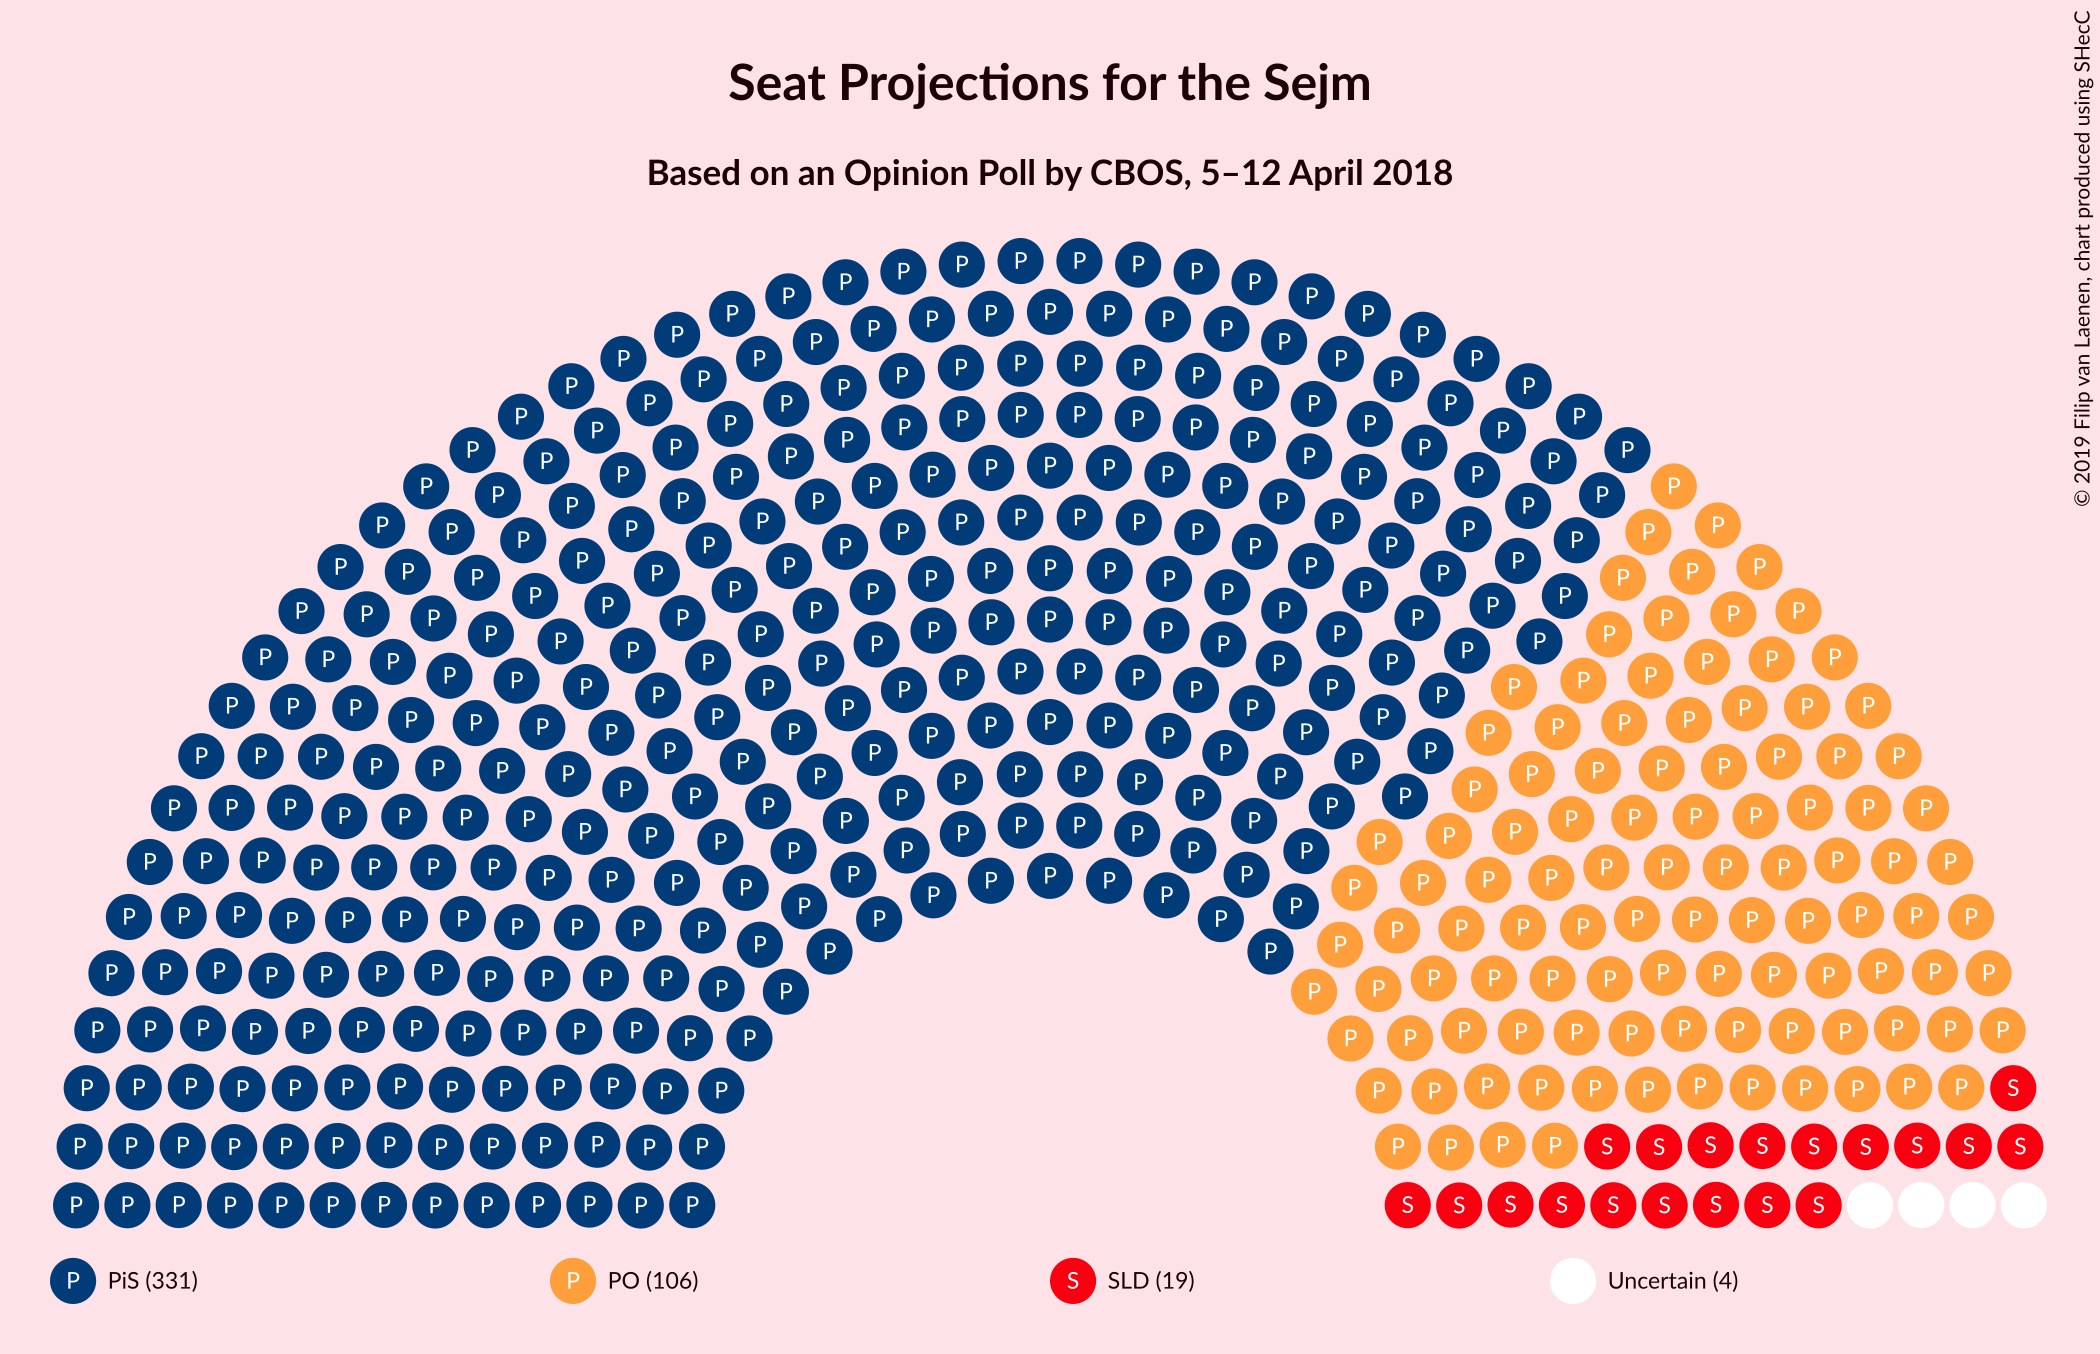 Seat Projections for the Sejm
Based on an Opinion Poll by CBOS, 5–12 April 2018
© 2019 Filip van Laenen, chart produced using SHecC
P PiS (331)
P PO (106)
S SLD (19)
Uncertain (4)